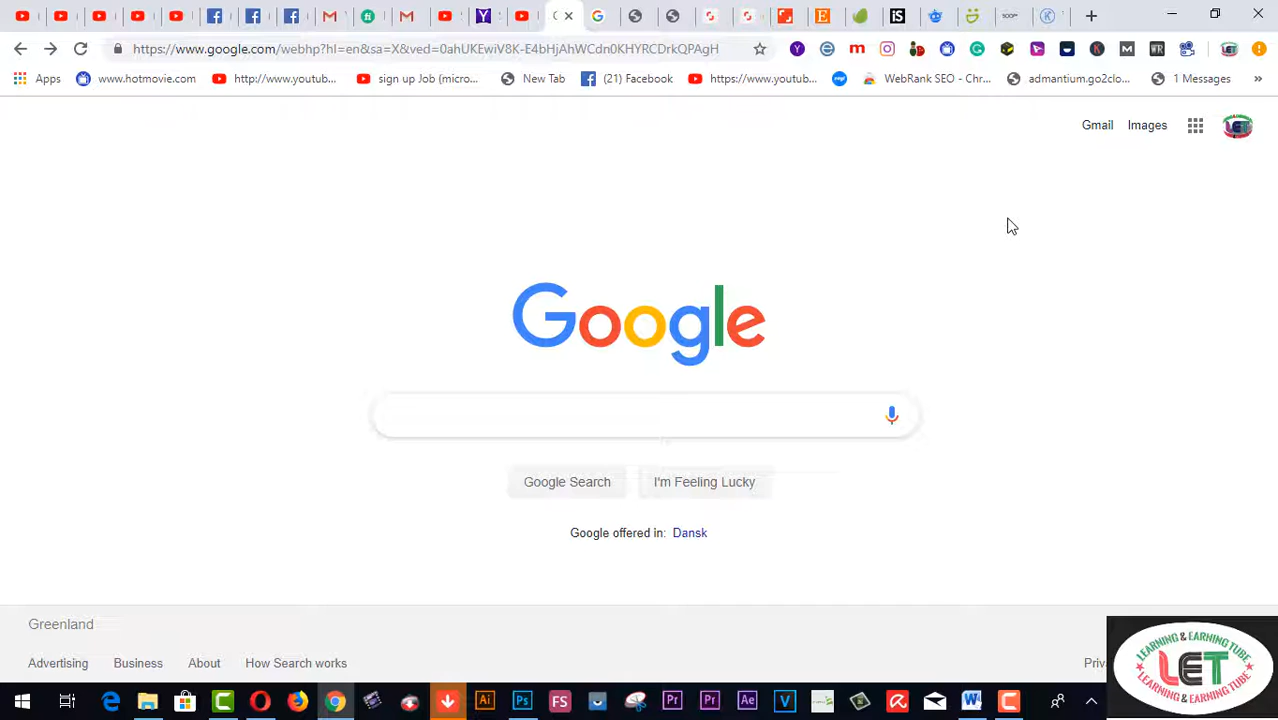 https://www.google.com/webhp?hl=en&sa=X&ved=0ahUKEwiV8K-E4bHjAhWCdn0KHYRCDrkQPAgH
Apps www.hotmovie.com http://www.youtub... sign up Job (micro... New Tab (21) Facebook https://www.youtub... WebRank SEO - Chr... admantium.go2clo... 1 Messages »
Gmail Images
Google
Google Search I'm Feeling Lucky
Google offered in: Dansk
Greenland
Advertising Business About How Search works
LEARNING & EARNING TUBE
LET
LEARNING & EARNING TUBE